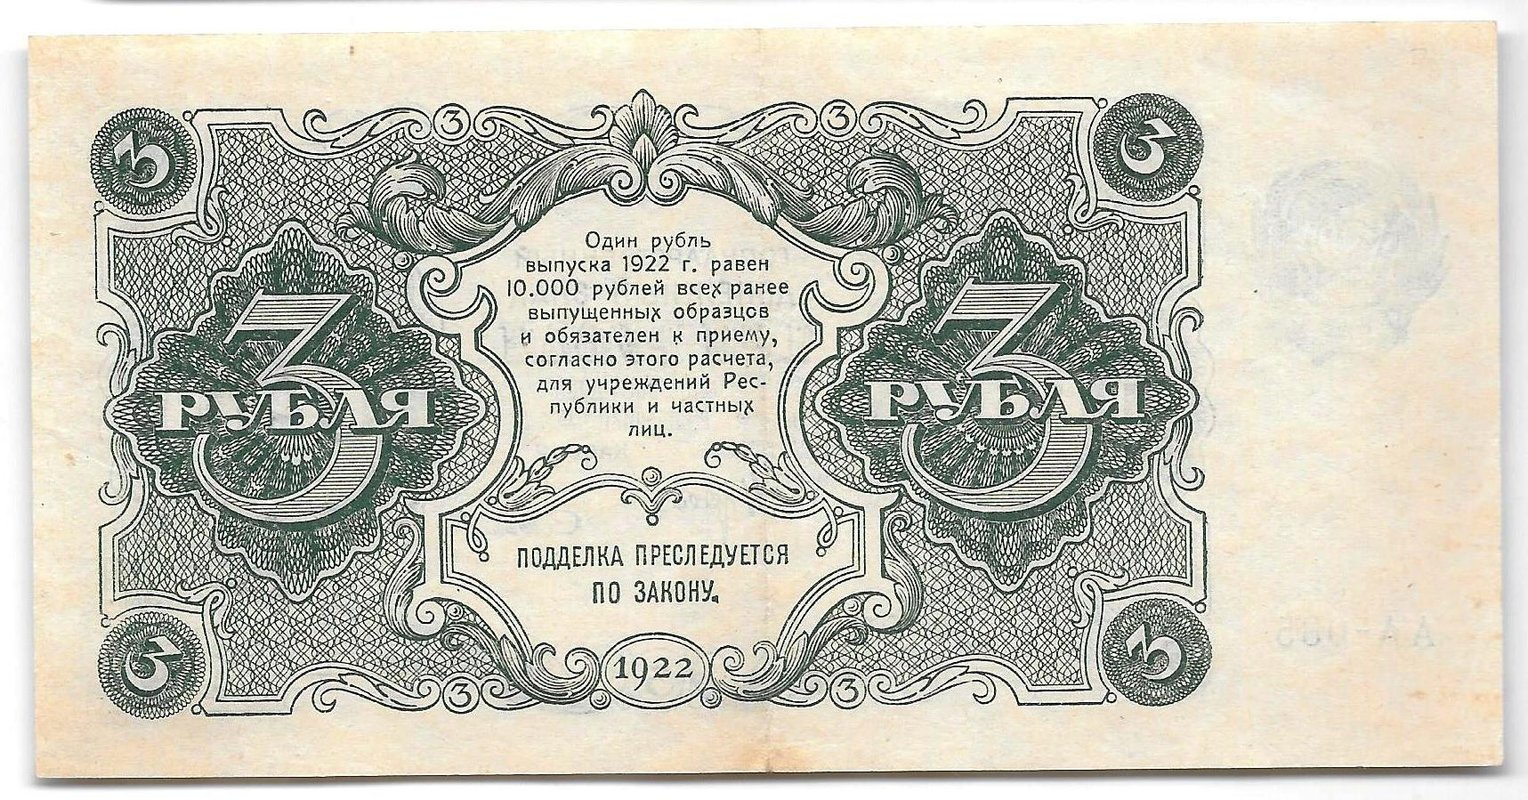 3
3
3
3
Один рубль
выпуска 1922 г. равен
10.000 рублей всех ранее
выпущенных образцов
и обязателен к приему,
согласно этого расчета,
для учреждений Рес-
публики и частных
лиц.
3
РУБЛЯ
3
РУБЛЯ
ПОДДЕЛКА ПРЕСЛЕДУЕТСЯ
ПО ЗАКОНУ.
3
3
1922
3
3